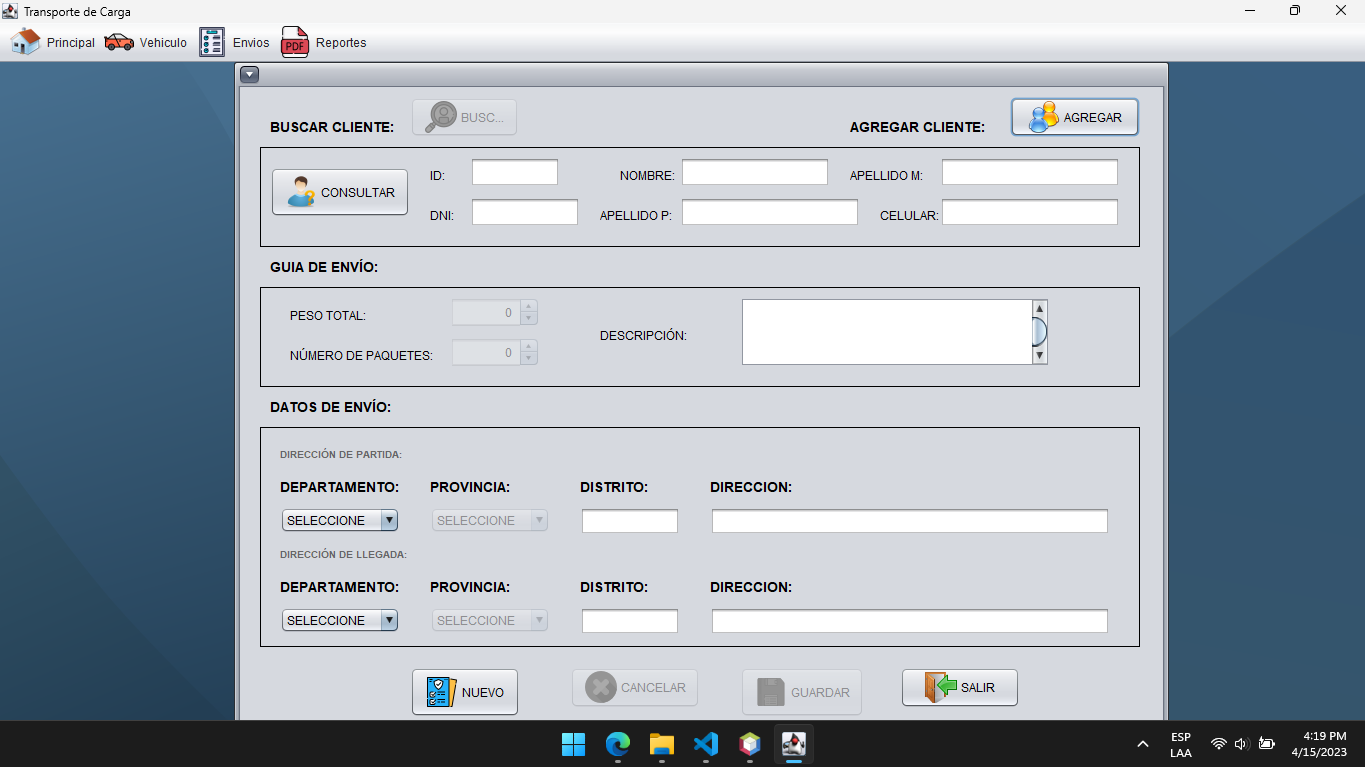 Transporte de Carga
Principal Vehiculo Envios PDF Reportes
BUSCAR CLIENTE: BUSC... AGREGAR CLIENTE: AGREGAR
CONSULTAR ID: NOMBRE: APELLIDO M:
DNI: APELLIDO P: CELULAR:
GUIA DE ENVÍO:
PESO TOTAL: 0 DESCRIPCIÓN:
NÚMERO DE PAQUETES: 0
DATOS DE ENVÍO:
DIRECCIÓN DE PARTIDA:
DEPARTAMENTO: PROVINCIA: DISTRITO: DIRECCION:
SELECCIONE SELECCIONE
DIRECCIÓN DE LLEGADA:
DEPARTAMENTO: PROVINCIA: DISTRITO: DIRECCION:
SELECCIONE SELECCIONE
NUEVO CANCELAR GUARDAR SALIR
ESP 4:19 PM
LAA 4/15/2023